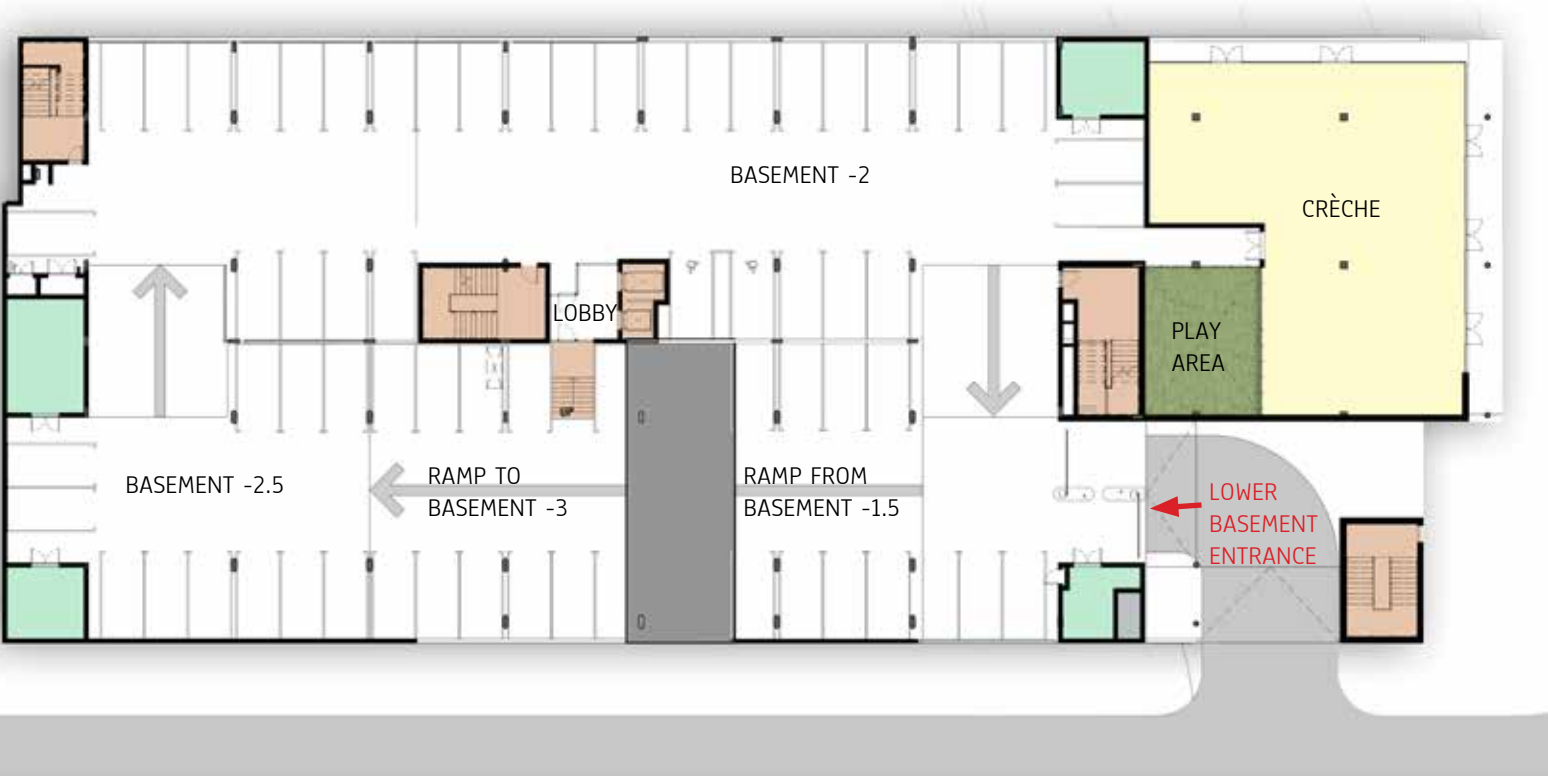 BASEMENT -2
CRÈCHE
LOBBY
PLAY
AREA
BASEMENT -2.5
RAMP TO
BASEMENT -3
RAMP FROM
BASEMENT -1.5
LOWER
BASEMENT
ENTRANCE